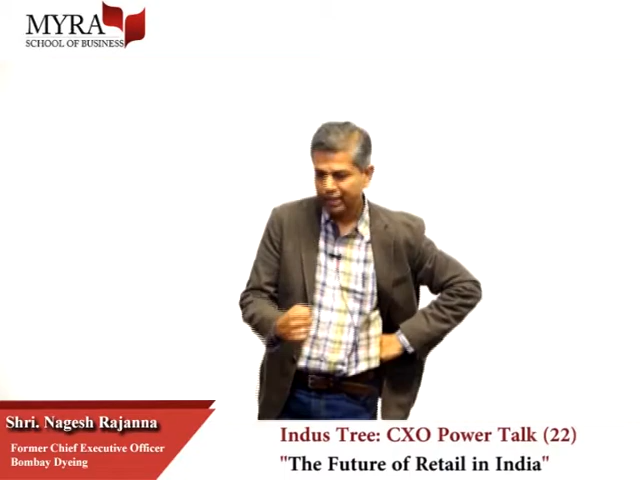 MYRA
SCHOOL OF BUSINESS
Shri. Nagesh Rajanna
Former Chief Executive Officer
Bombay Dyeing
Indus Tree: CXO Power Talk (22)
"The Future of Retail in India"